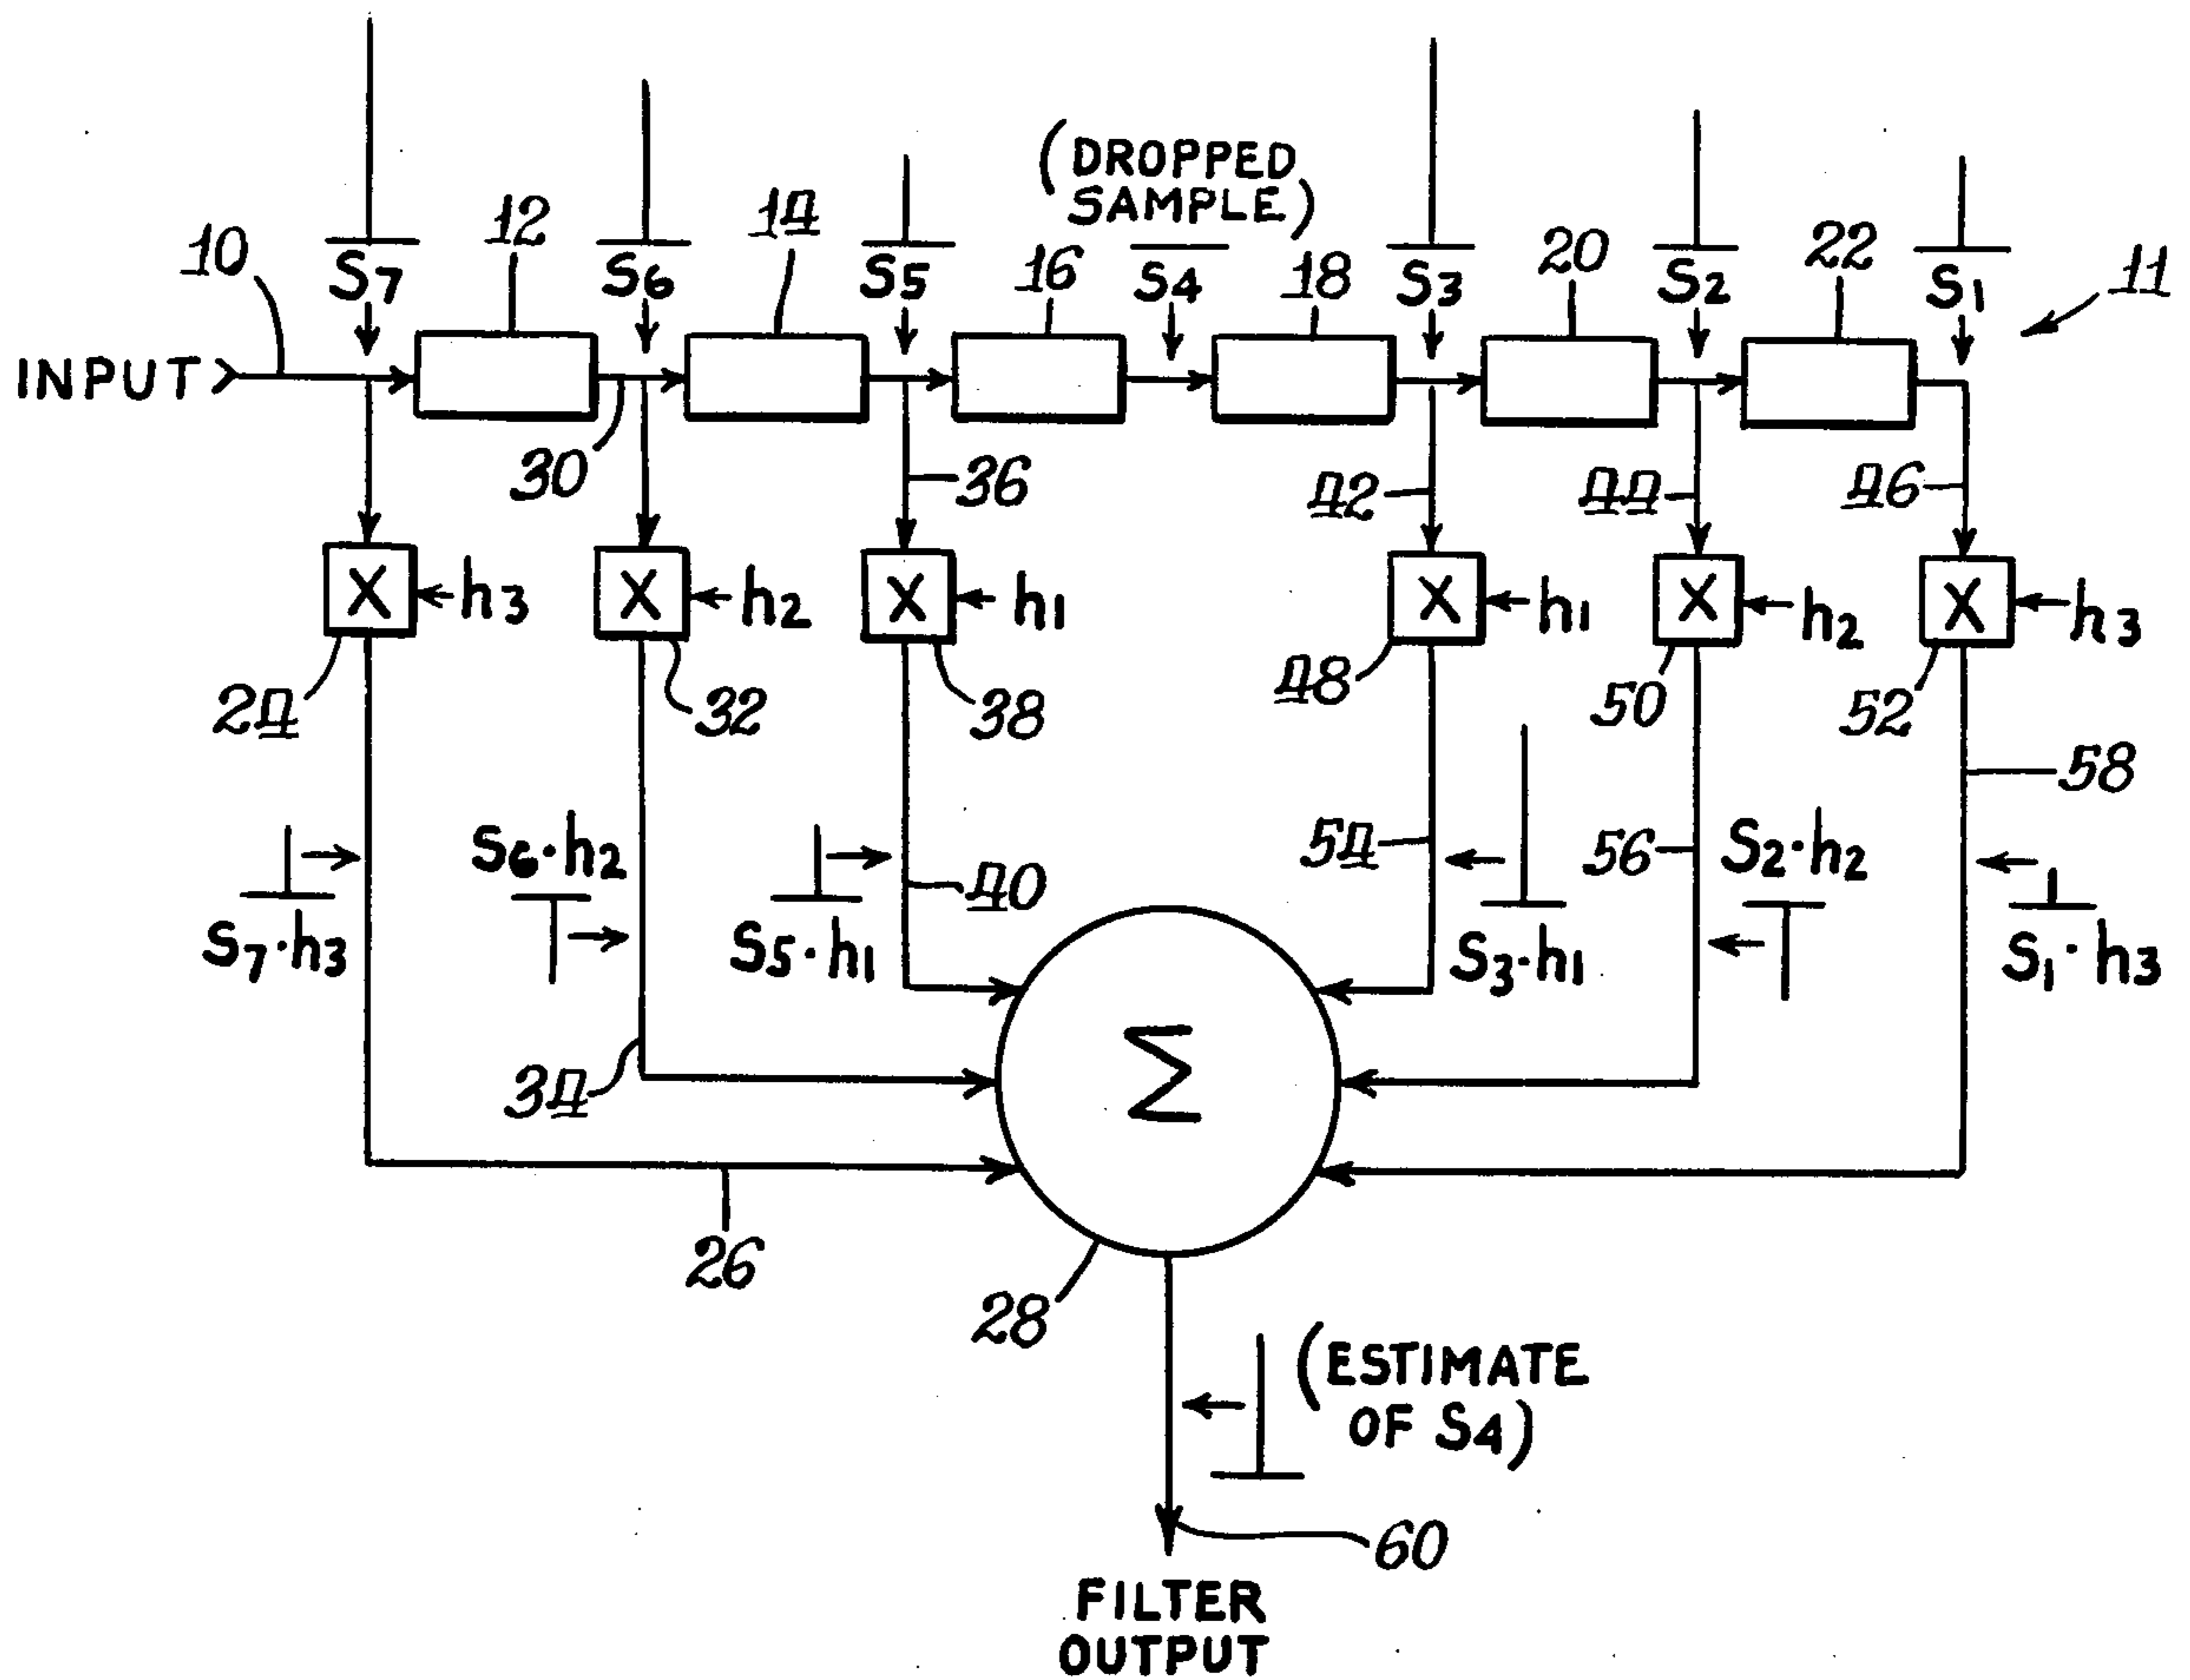 (DROPPED
SAMPLE)
10
S7
12
S6
14
S5
16
S4
18
S3
20
S2
22
S1
11
INPUT
30
36
42
44
46
X
h3
X
h2
X
h1
X
h1
X
h2
X
h3
24
32
38
48
50
52
58
S7·h3
S6·h2
S5·h1
40
54
S3·h1
56
S2·h2
S1·h3
34
Σ
26
28
(ESTIMATE
OF S4)
60
FILTER
OUTPUT